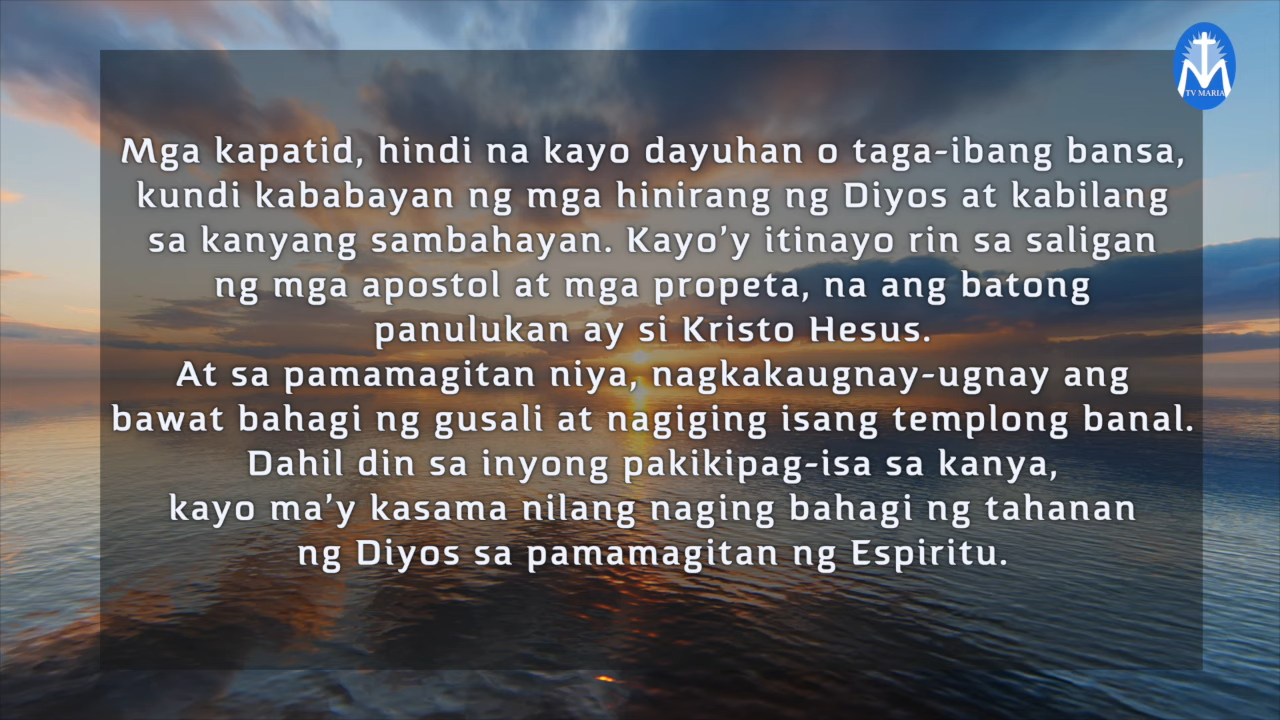 TV MARIA
Mga kapatid, hindi na kayo dayuhan o taga-ibang bansa,
kundi kababayan ng mga hinirang ng Diyos at kabilang
sa kanyang sambahayan. Kayo’y itinayo rin sa saligan
ng mga apostol at mga propeta, na ang batong
panulukan ay si Kristo Hesus.
At sa pamamagitan niya, nagkakaugnay-ugnay ang
bawat bahagi ng gusali at nagiging isang templong banal.
Dahil din sa inyong pakikipag-isa sa kanya,
kayo ma’y kasama nilang naging bahagi ng tahanan
ng Diyos sa pamamagitan ng Espiritu.